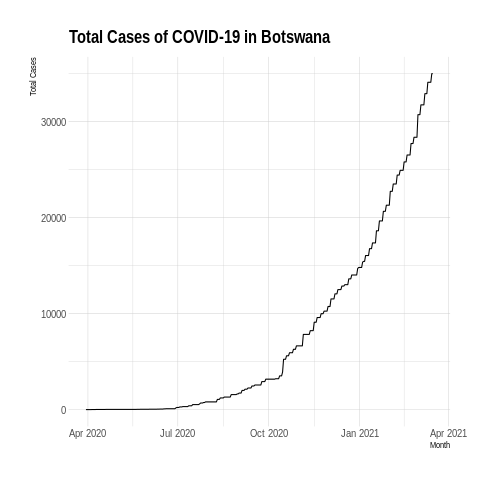 Total Cases of COVID-19 in Botswana
Total Cases
30000
20000
10000
0
Apr 2020 Jul 2020 Oct 2020 Jan 2021 Apr 2021
Month